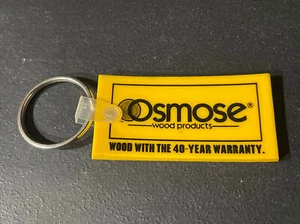 Osmose®
wood products
WOOD WITH THE 40-YEAR WARRANTY.